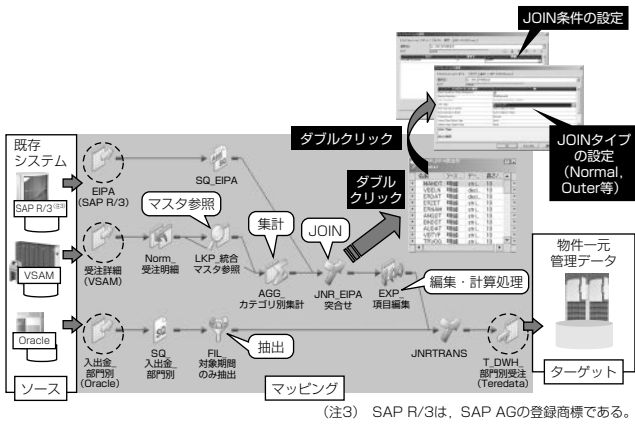 JOIN条件の設定
ダブルクリック
JOINタイプ
の設定
(Normal,
Outer等)
ダブル
クリック
既存
システム
SAP R/3(注3)
VSAM
Oracle
ソース
EIPA
(SAP R/3)
SQ_EIPA
マスタ参照
集計
JOIN
受注詳細
(VSAM)
Norm_
受注明細
LKP_統合
マスタ参照
AGG_
カテゴリ別集計
JNR_EIPA
突合せ
EXP_
項目編集
編集・計算処理
入出金_
部門別
(Oracle)
SQ_
入出金_
部門別
FIL_
対象期間
のみ抽出
抽出
JNRTRANS
T_DWH_
部門別受注
(Teredata)
マッピング
物件一元
管理データ
ターゲット
(注3) SAP R/3は，SAP AGの登録商標である。